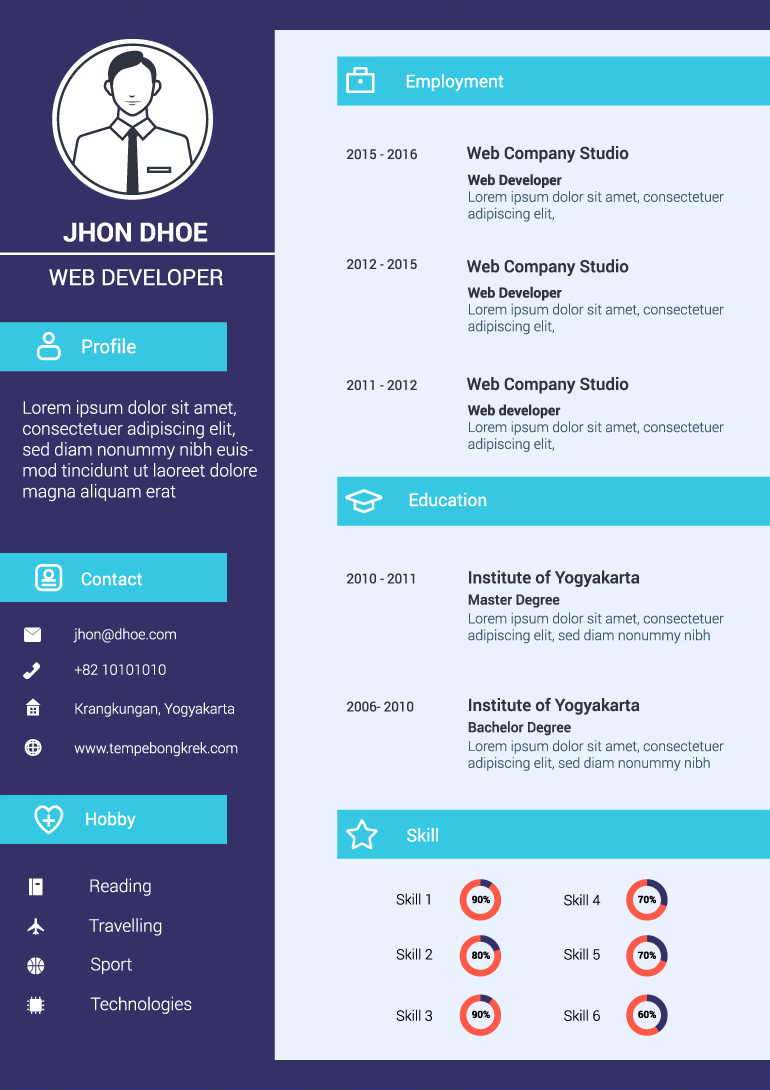 JHON DHOE
WEB DEVELOPER
Profile
Lorem ipsum dolor sit amet,
consectetuer adipiscing elit,
sed diam nonummy nibh euis-
mod tincidunt ut laoreet dolore
magna aliquam erat
Contact
jhon@dhoe.com
+82 10101010
Krangkungan, Yogyakarta
www.tempebongkrek.com
Hobby
Reading
Travelling
Sport
Technologies
Employment
2015 - 2016
Web Company Studio
Web Developer
Lorem ipsum dolor sit amet, consectetuer
adipiscing elit,
2012 - 2015
Web Company Studio
Web Developer
Lorem ipsum dolor sit amet, consectetuer
adipiscing elit,
2011 - 2012
Web Company Studio
Web developer
Lorem ipsum dolor sit amet, consectetuer
adipiscing elit,
Education
2010 - 2011
Institute of Yogyakarta
Master Degree
Lorem ipsum dolor sit amet, consectetuer
adipiscing elit, sed diam nonummy nibh
2006- 2010
Institute of Yogyakarta
Bachelor Degree
Lorem ipsum dolor sit amet, consectetuer
adipiscing elit, sed diam nonummy nibh
Skill
Skill 1 90% Skill 4 70%
Skill 2 80% Skill 5 70%
Skill 3 90% Skill 6 60%